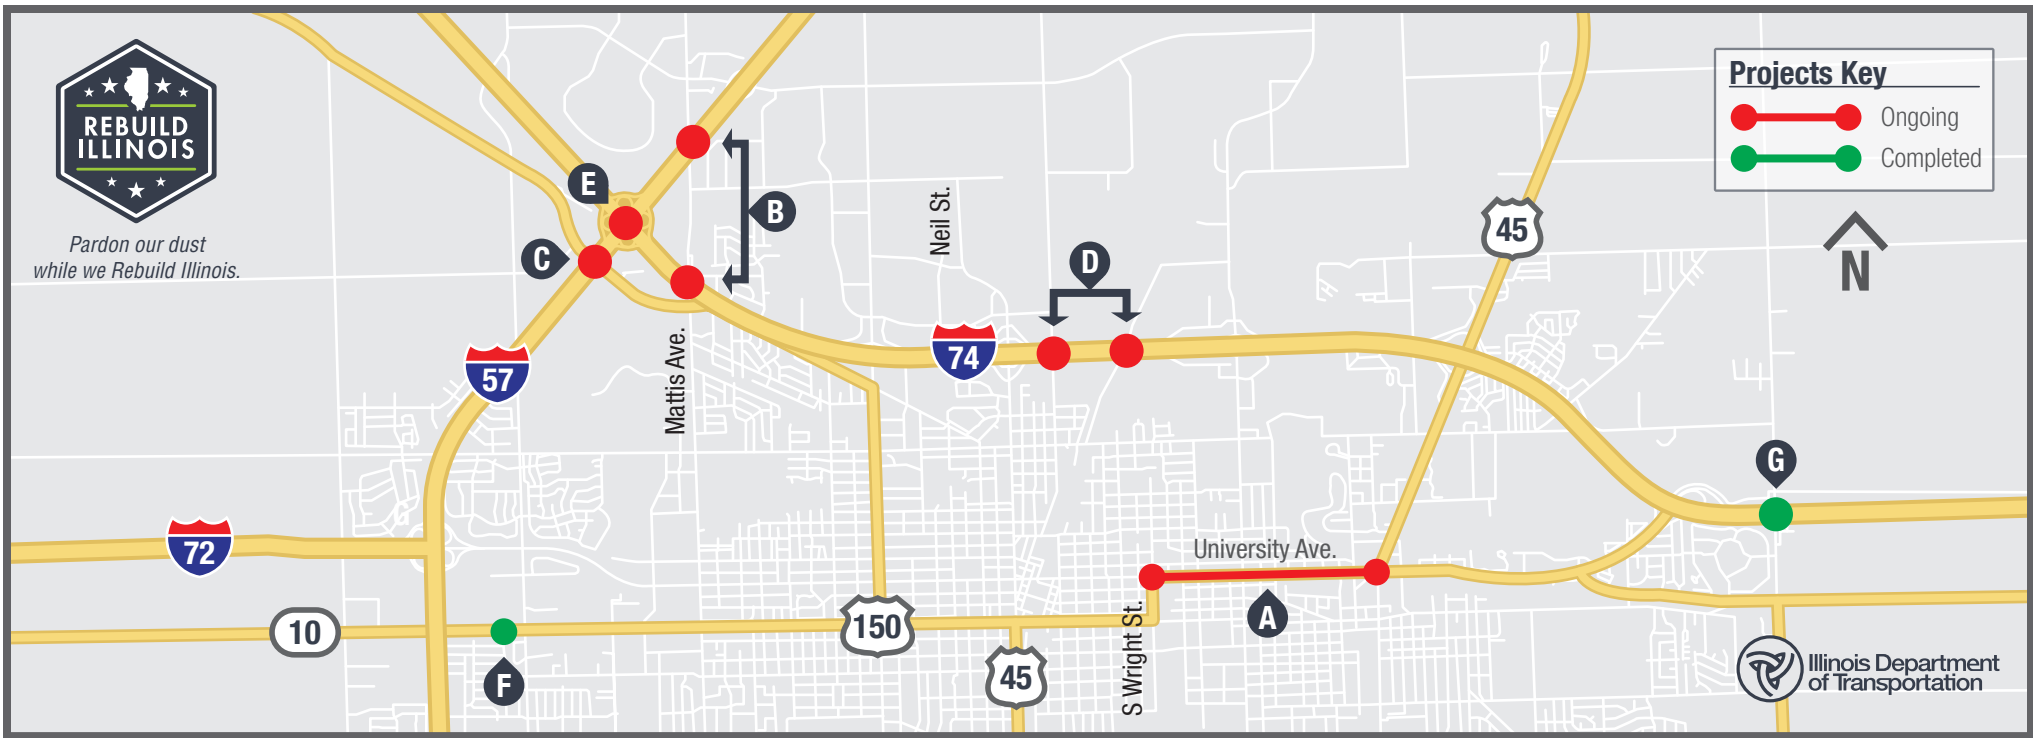 REBUILD
ILLINOIS
Pardon our dust
while we Rebuild Illinois.
Projects Key
Ongoing
Completed
N
E
B
C
D
Neil St.
45
57
Mattis Ave.
74
G
72
University Ave.
10
150
A
F
45
S Wright St.
Illinois Department
of Transportation